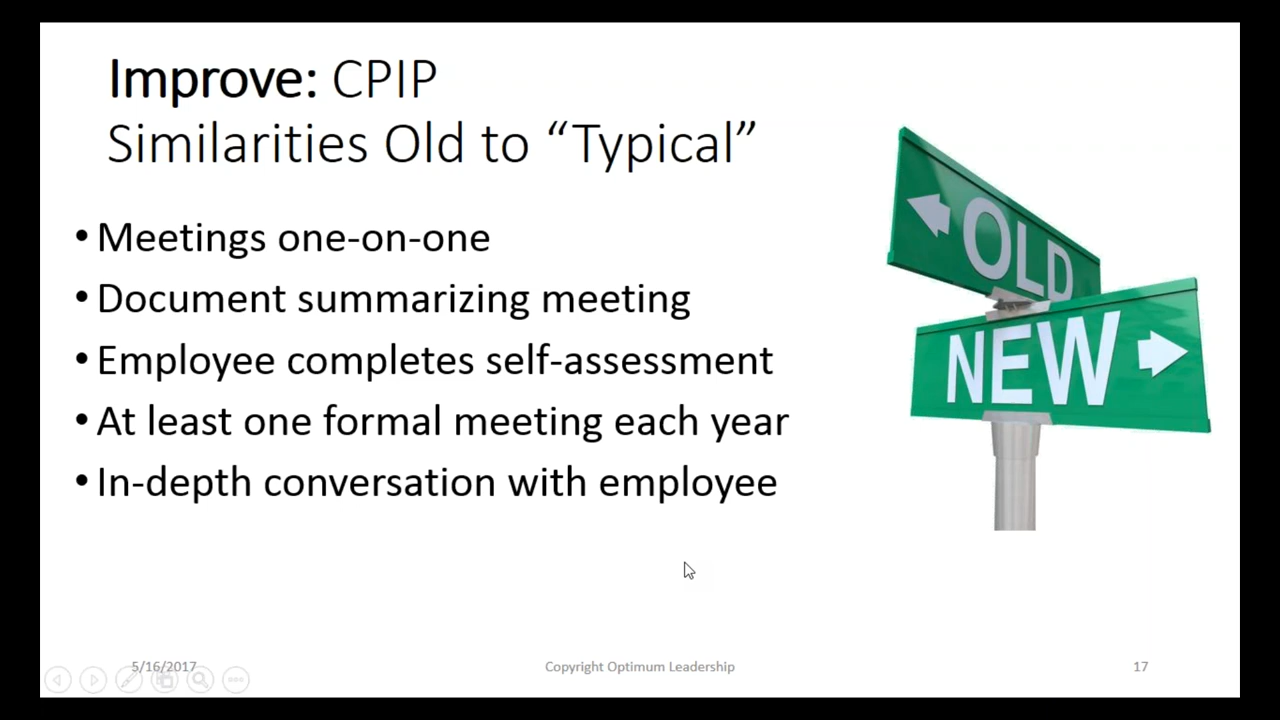 Improve: CPIP
Similarities Old to “Typical”
• Meetings one-on-one
• Document summarizing meeting
• Employee completes self-assessment
• At least one formal meeting each year
• In-depth conversation with employee
OLD
NEW
5/16/2017
Copyright Optimum Leadership
17